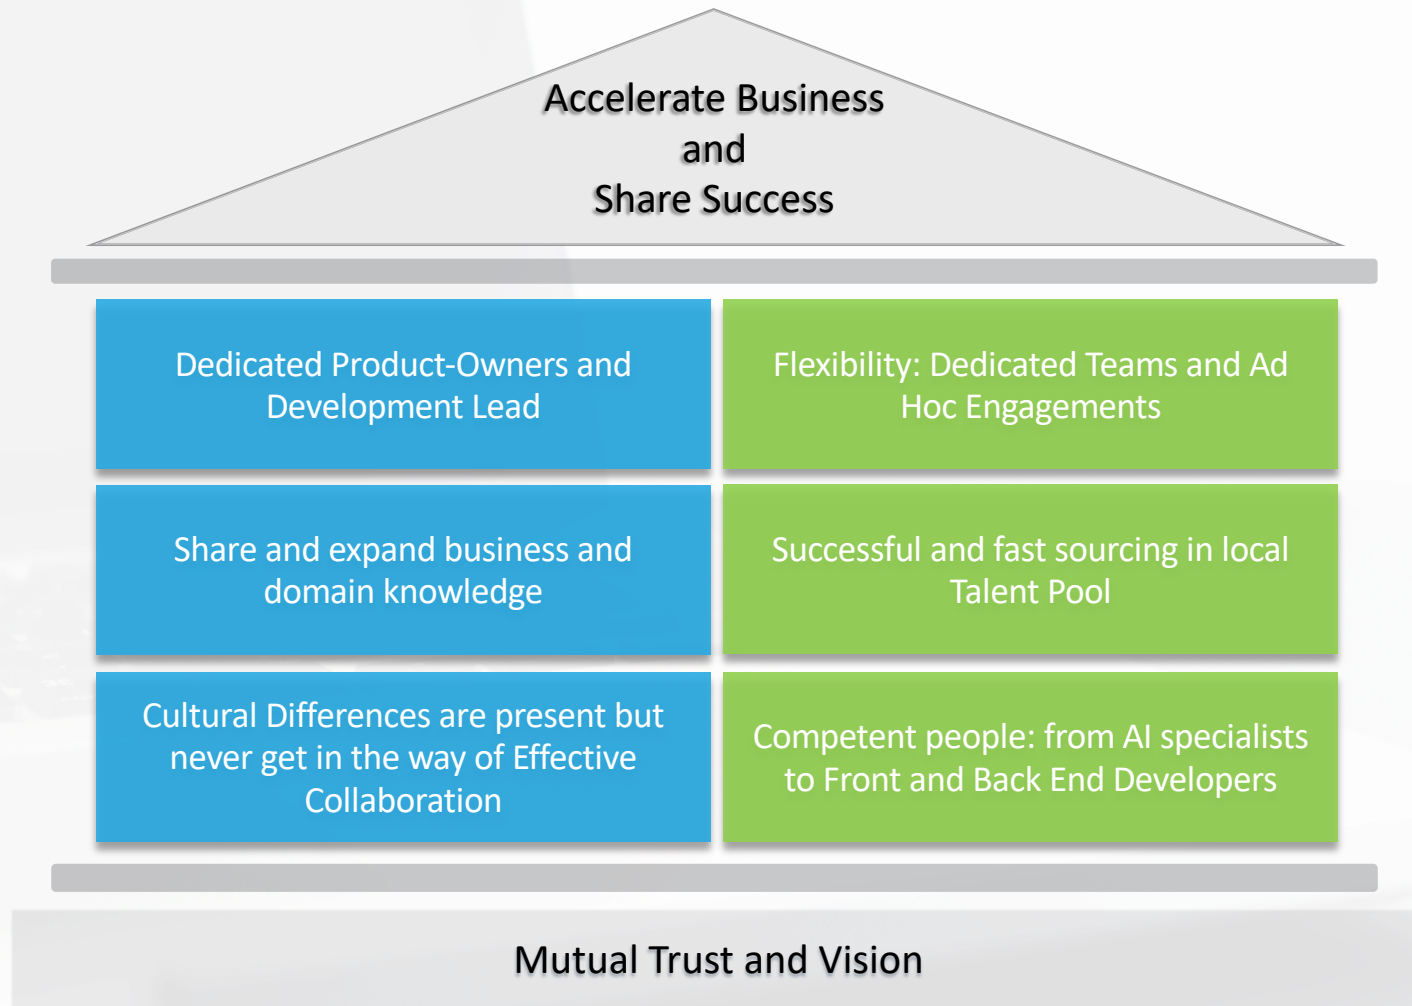 Accelerate Business
and
Share Success
Dedicated Product-Owners and
Development Lead
Flexibility: Dedicated Teams and Ad
Hoc Engagements
Share and expand business and
domain knowledge
Successful and fast sourcing in local
Talent Pool
Cultural Differences are present but
never get in the way of Effective
Collaboration
Competent people: from AI specialists
to Front and Back End Developers
Mutual Trust and Vision